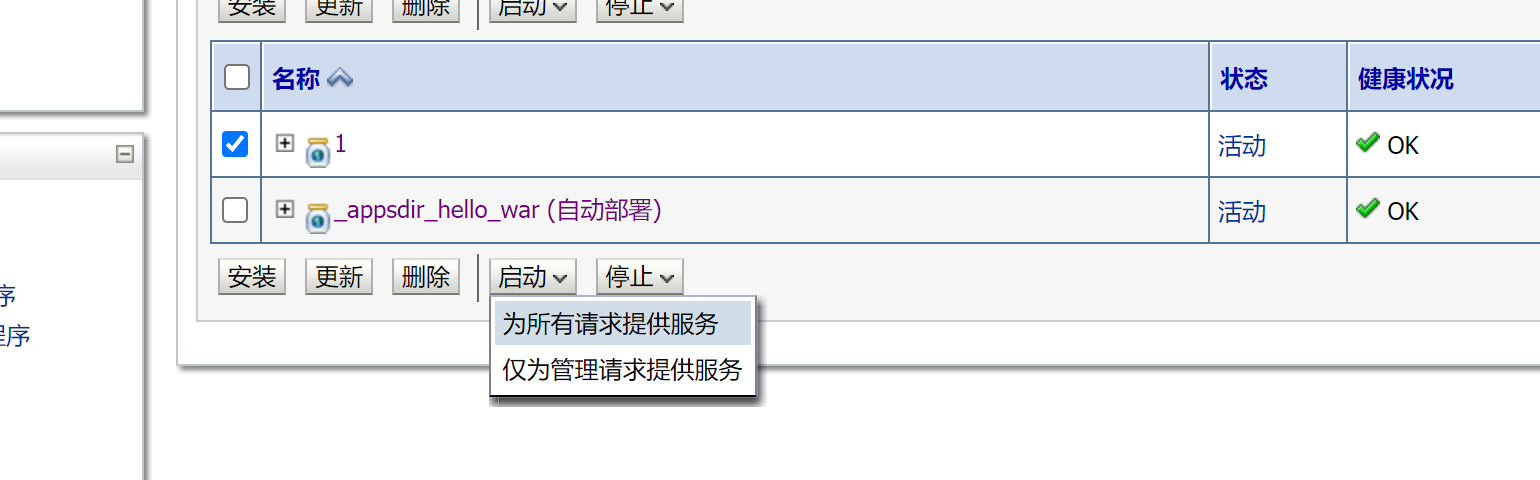 安装 更新 删除 启动 停止
名称 状态 健康状况
1 活动 OK
_appsdir_hello_war (自动部署) 活动 OK
安装 更新 删除 启动 停止
序
为所有请求提供服务
程序
仅为管理请求提供服务